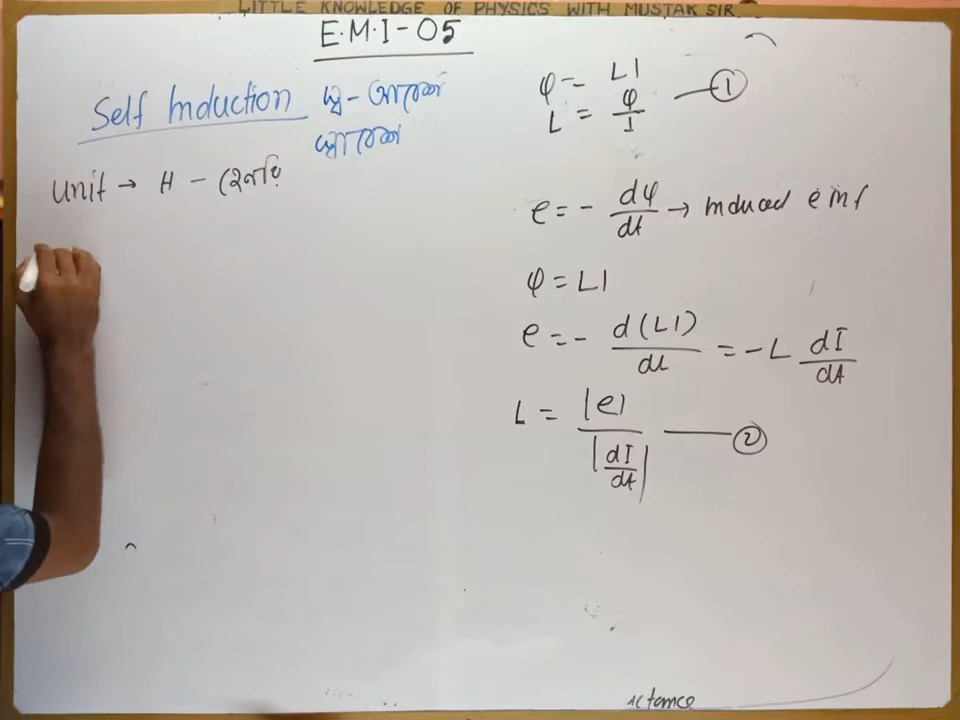 LITTLE KNOWLEDGE OF PHYSICS WITH MUSTAK SIR
E.M.I-05
Self Induction স্ব-আবেশ
স্বাবেশ
Unit → H - হেনরি
φ = LI
L = φ/I —①
e = - dφ/dt → Induced emf
φ = LI
e = - d(LI)/dt = -L dI/dt
L = |e|/|dI/dt| —②